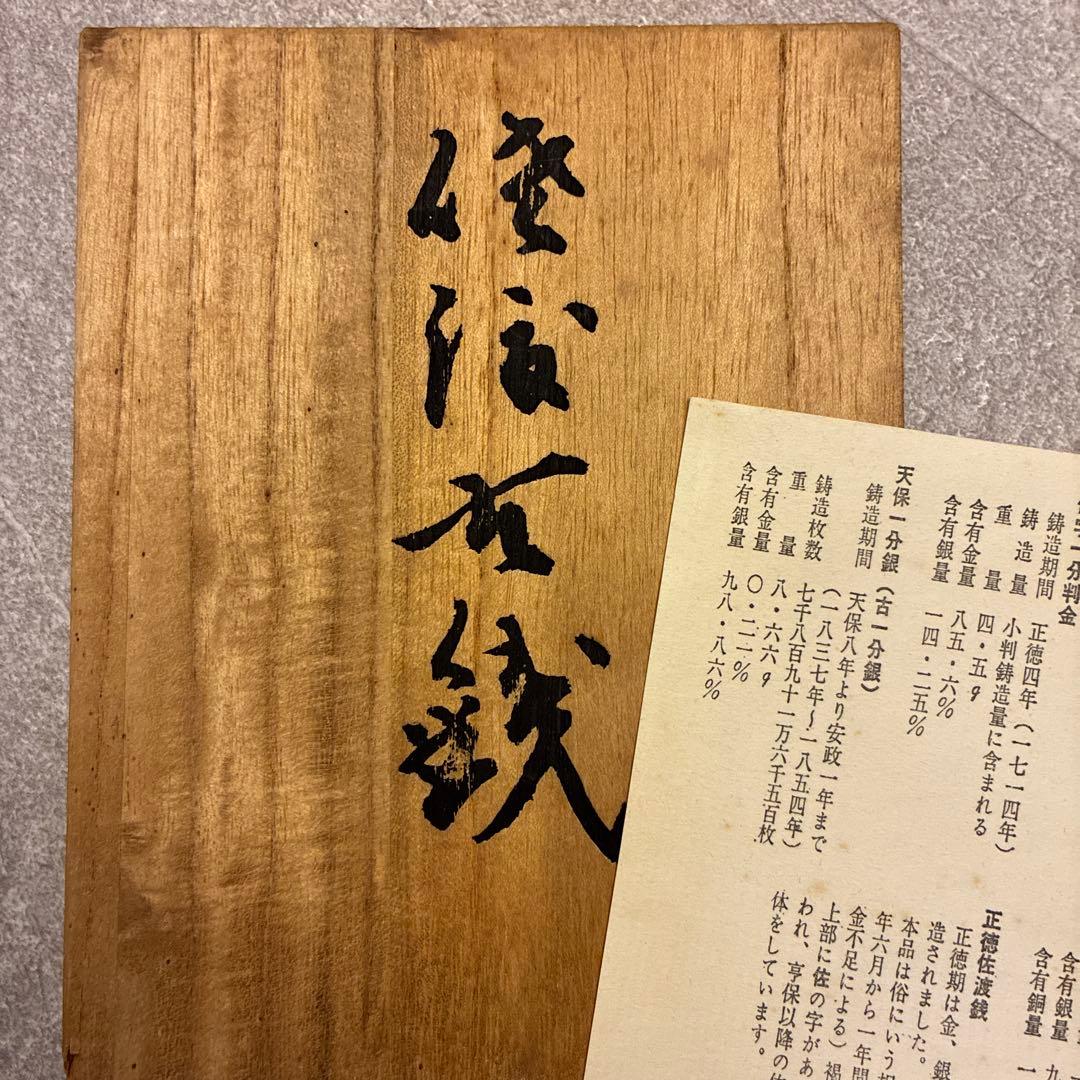 銭
一分判金
鋳造期間 正徳四年（一七一四年）
鋳造量 小判鋳造量に含まれる
重量 四・五g
含有金量 八五・六%
含有銀量 一四・二五%
天保一分銀（古一分銀）
鋳造期間 天保八年より安政一年まで
（一八三七年〜一八五四年）
鋳造枚数 七千八百九十一万六千五百枚
重量 八・六六g
含有金量 〇・二一%
含有銀量 九八・八六%
含有銀量 九
含有銅量 一
正徳佐渡銭
正徳期は金、銀
造されました。
本品は俗にいう
年六月から一年間
金不足による）褐
上部に佐の字があ
われ、享保以降の
体をしています。